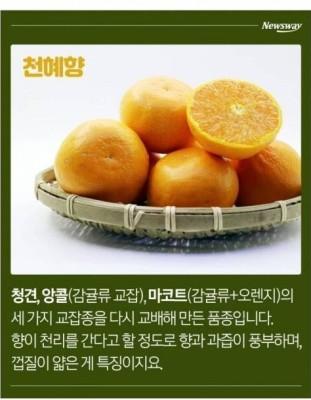 Newsway
천혜향
청견, 앙콜(감귤류 교잡), 마코트(감귤류+오렌지)의
세 가지 교잡종을 다시 교배해 만든 품종입니다.
향이 천리를 간다고 할 정도로 향과 과즙이 풍부하며,
껍질이 얇은 게 특징이지요.